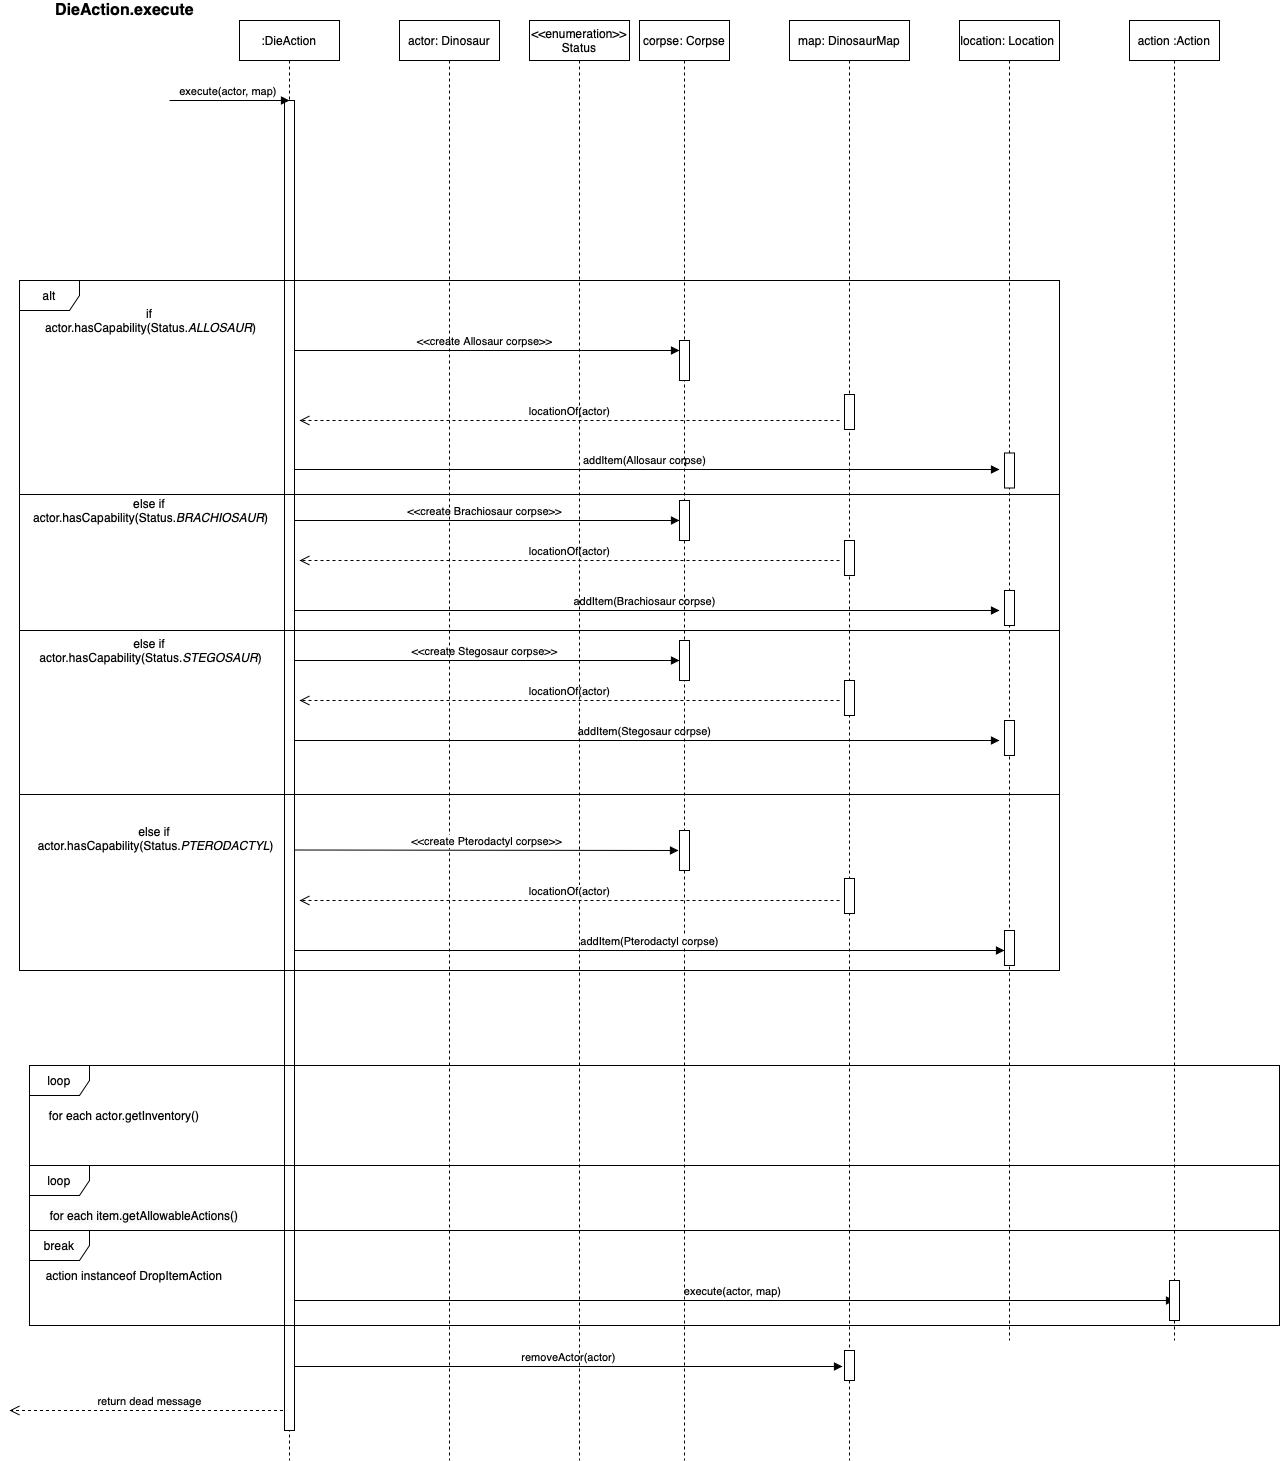 DieAction.execute
:DieAction
actor: Dinosaur
<<enumeration>>
Status
corpse: Corpse
map: DinosaurMap
location: Location
action :Action
execute(actor, map)
alt
if
actor.hasCapability(Status.ALLOSAUR)
<<create Allosaur corpse>>
locationOf(actor)
addItem(Allosaur corpse)
else if
actor.hasCapability(Status.BRACHIOSAUR)
<<create Brachiosaur corpse>>
locationOf(actor)
addItem(Brachiosaur corpse)
else if
actor.hasCapability(Status.STEGOSAUR)
<<create Stegosaur corpse>>
locationOf(actor)
addItem(Stegosaur corpse)
else if
actor.hasCapability(Status.PTERODACTYL)
<<create Pterodactyl corpse>>
locationOf(actor)
addItem(Pterodactyl corpse)
loop
for each actor.getInventory()
loop
for each item.getAllowableActions()
break
action instanceof DropItemAction
execute(actor, map)
removeActor(actor)
return dead message